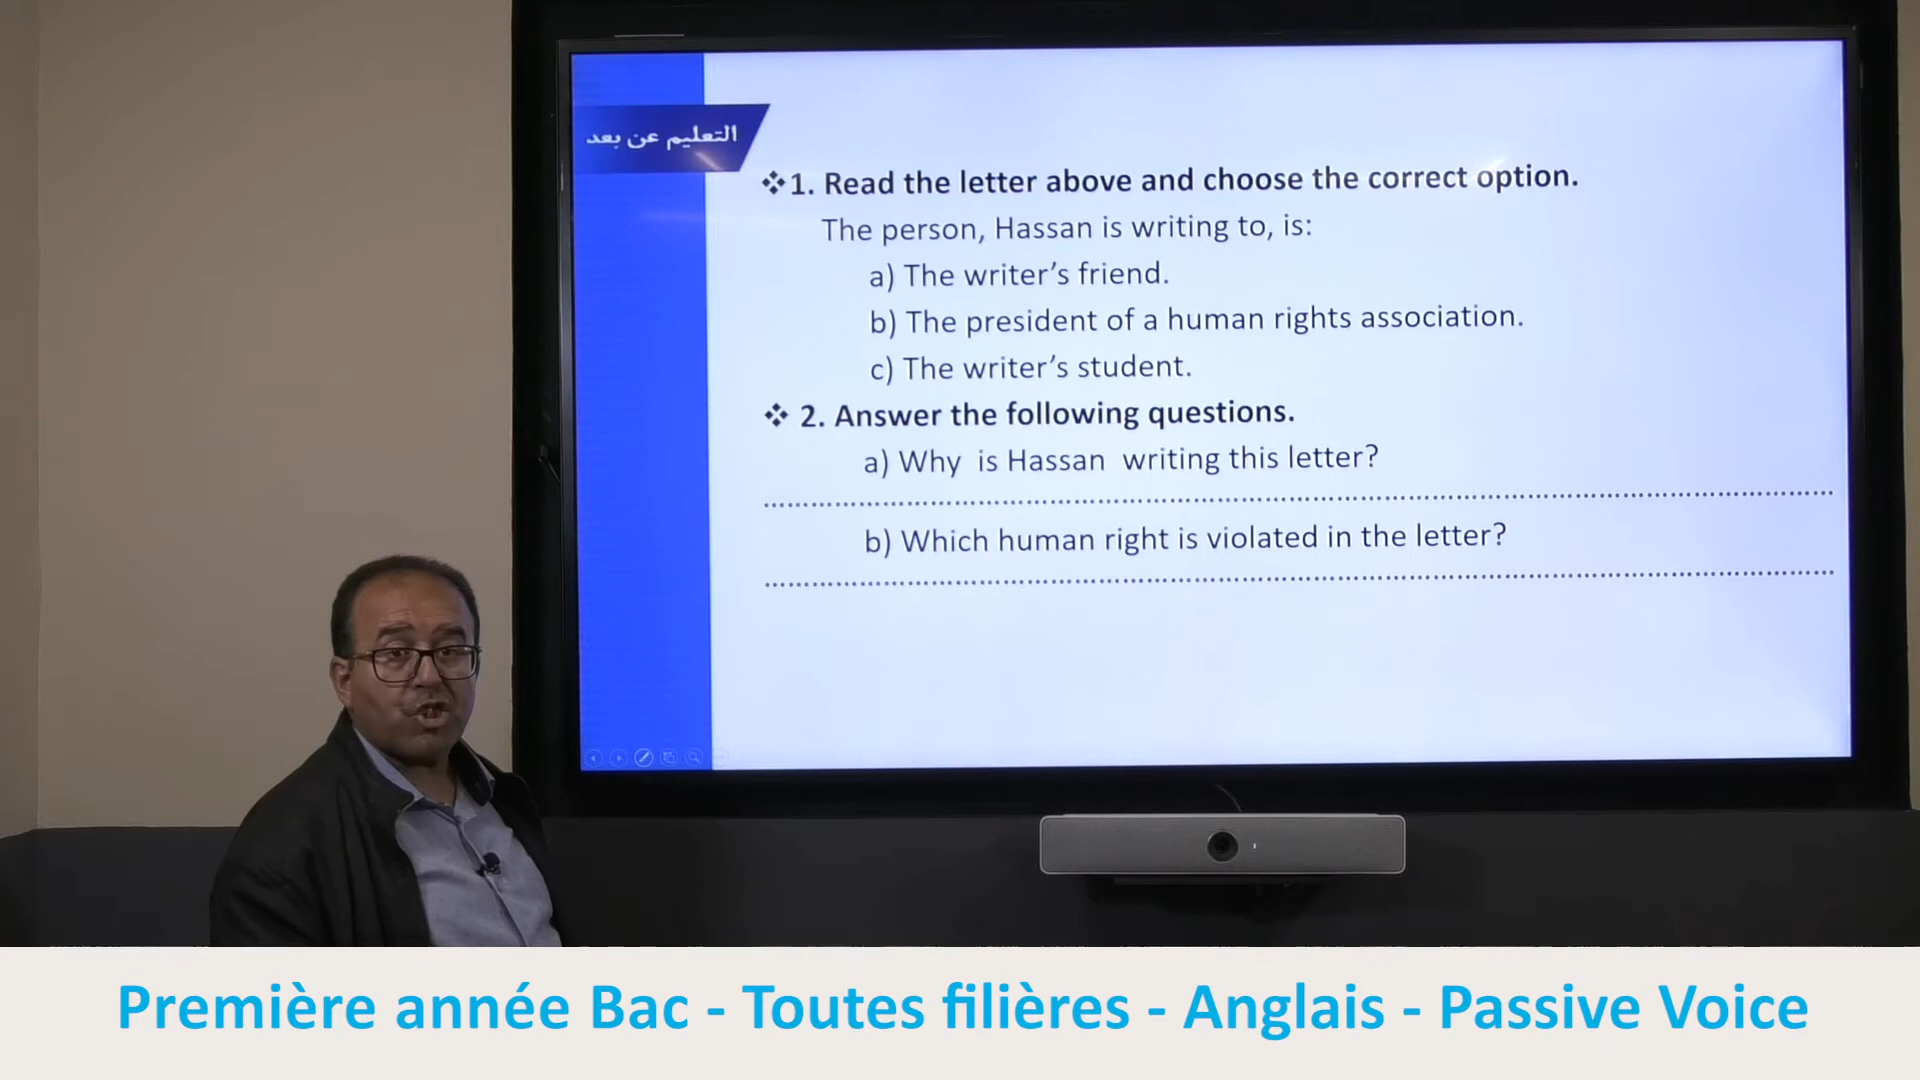 التعليم عن بعد
❖1. Read the letter above and choose the correct option.
The person, Hassan is writing to, is:
a) The writer’s friend.
b) The president of a human rights association.
c) The writer’s student.
❖ 2. Answer the following questions.
a) Why is Hassan writing this letter?
b) Which human right is violated in the letter?
Première année Bac - Toutes filières - Anglais - Passive Voice